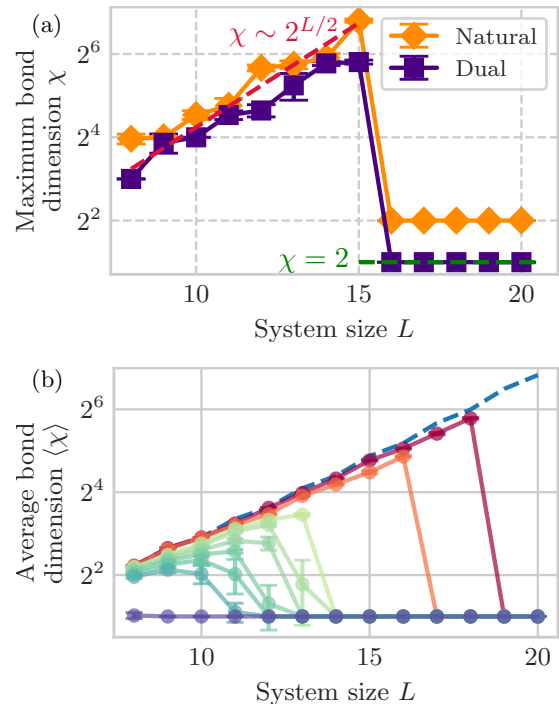 (a)
Maximum bond
dimension χ
2^6
2^4
2^2
χ ∼ 2^{L/2}
Natural
Dual
χ = 2
10
15
20
System size L
(b)
Average bond
dimension ⟨χ⟩
2^6
2^4
2^2
10
15
20
System size L